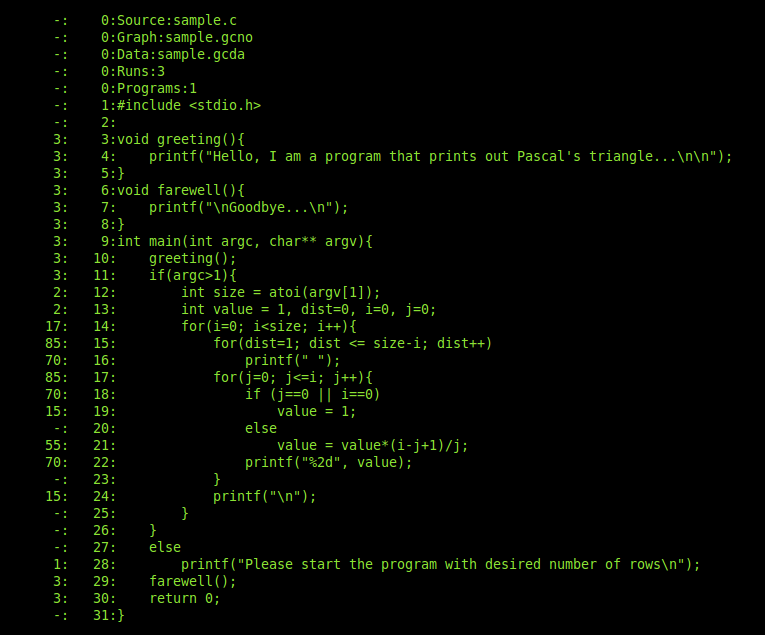 -:    0:Source:sample.c
-:    0:Graph:sample.gcno
-:    0:Data:sample.gcda
-:    0:Runs:3
-:    0:Programs:1
-:    1:#include <stdio.h>
-:    2:
3:    3:void greeting(){
3:    4:    printf("Hello, I am a program that prints out Pascal's triangle...\n\n");
3:    5:}
3:    6:void farewell(){
3:    7:    printf("\nGoodbye...\n");
3:    8:}
3:    9:int main(int argc, char** argv){
3:   10:    greeting();
3:   11:    if(argc>1){
2:   12:        int size = atoi(argv[1]);
2:   13:        int value = 1, dist=0, i=0, j=0;
17:   14:        for(i=0; i<size; i++){
85:   15:            for(dist=1; dist <= size-i; dist++)
70:   16:                printf(" ");
85:   17:            for(j=0; j<=i; j++){
70:   18:                if (j==0 || i==0)
15:   19:                    value = 1;
-:   20:                else
55:   21:                    value = value*(i-j+1)/j;
70:   22:                printf("%2d", value);
-:   23:            }
15:   24:            printf("\n");
-:   25:        }
-:   26:    }
-:   27:    else
1:   28:        printf("Please start the program with desired number of rows\n");
3:   29:    farewell();
3:   30:    return 0;
-:   31:}